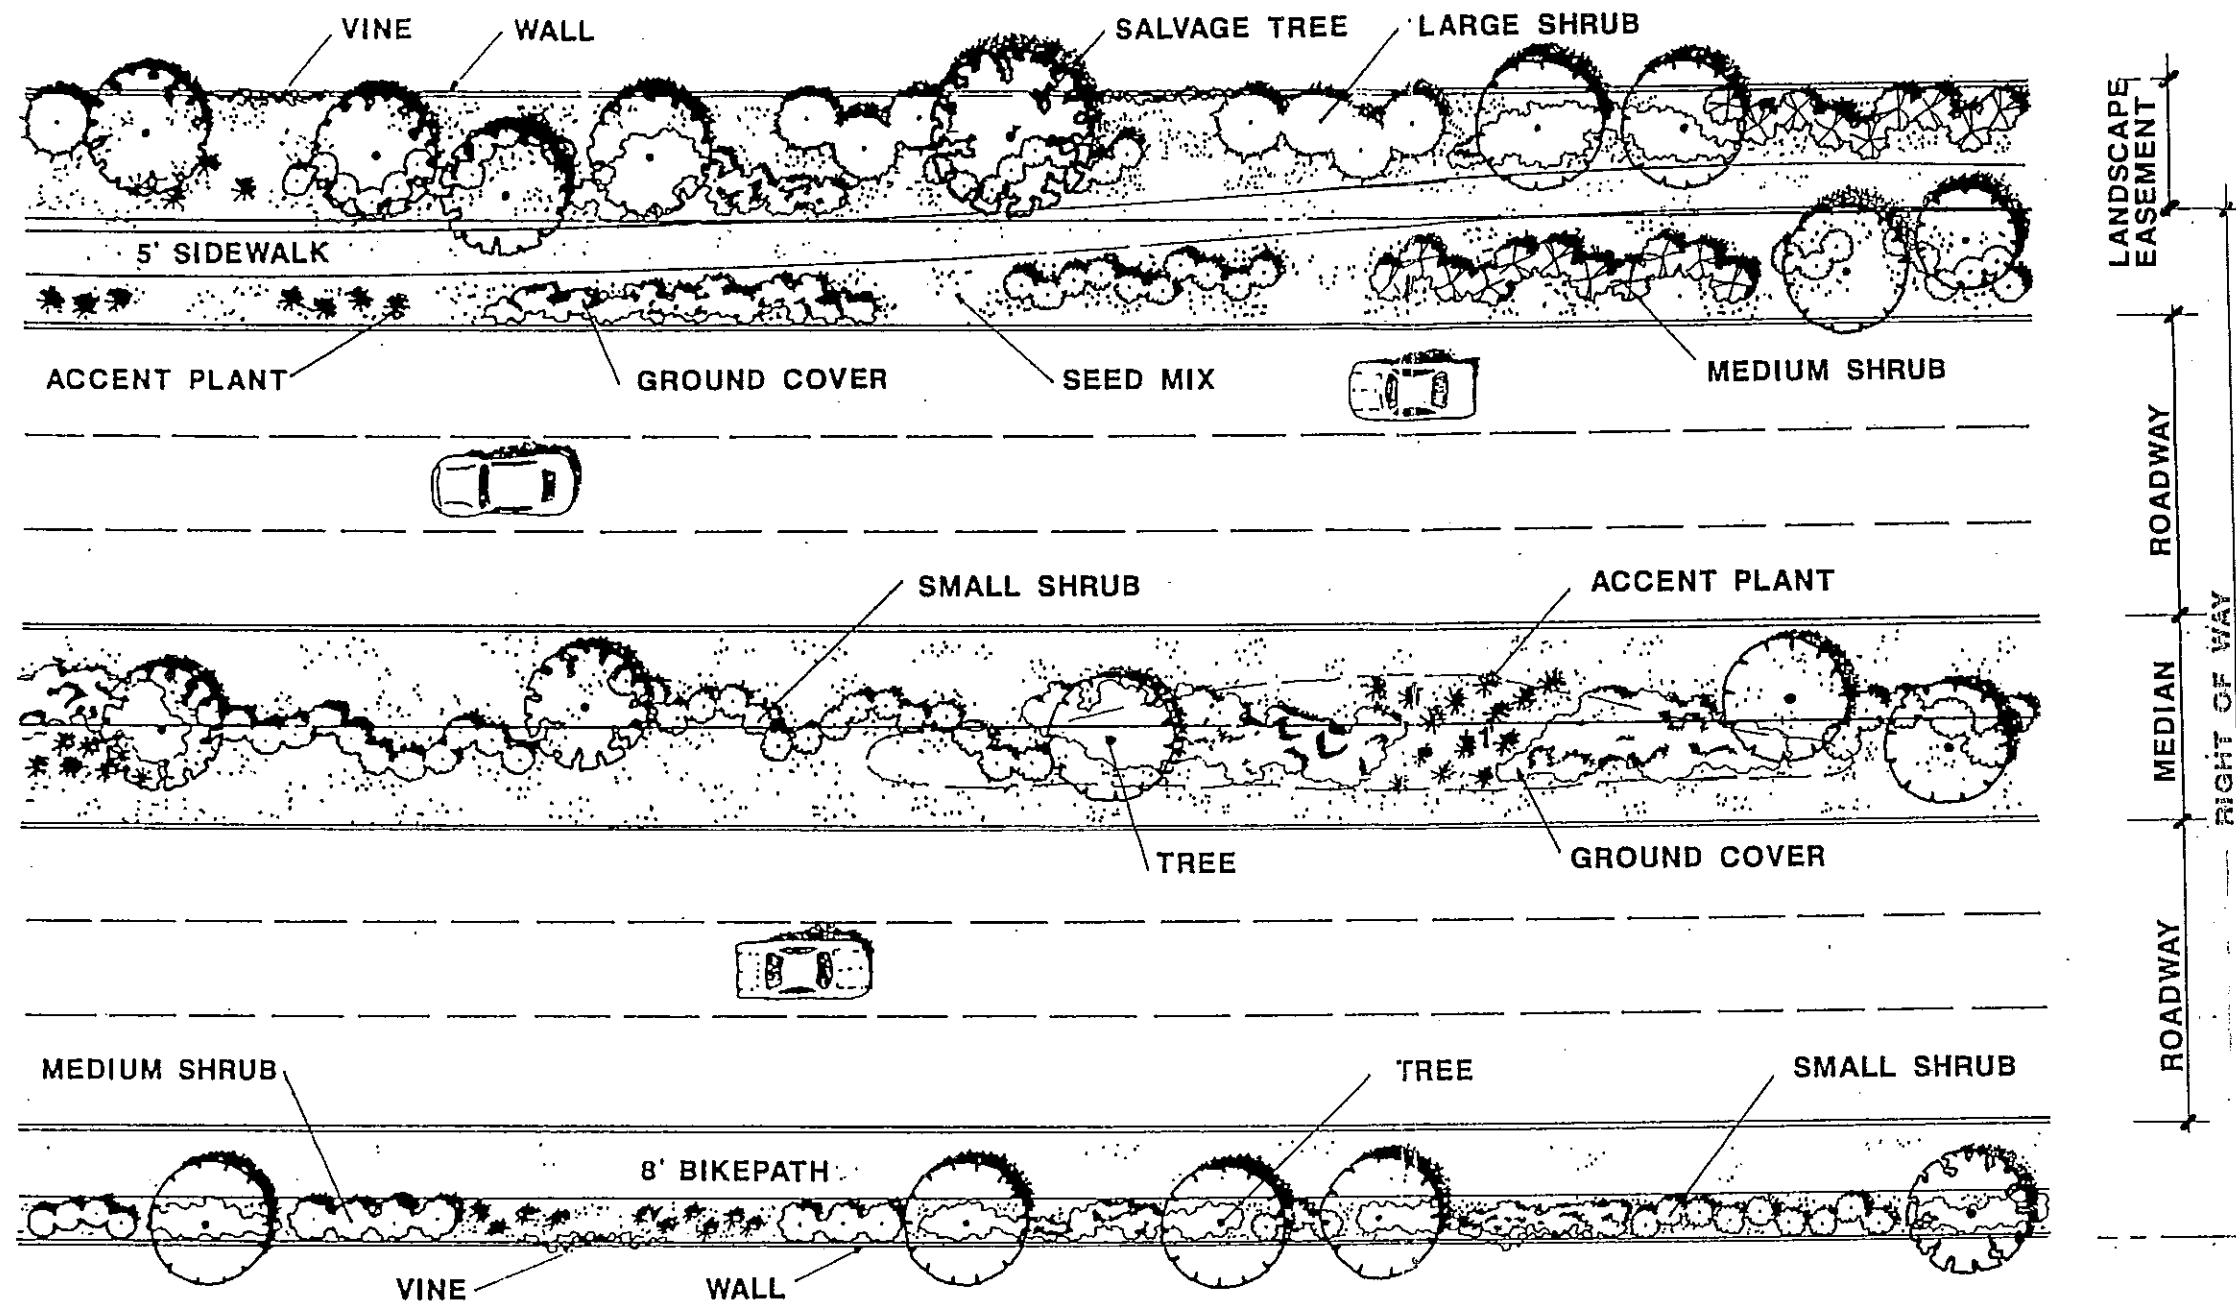 VINE
WALL
SALVAGE TREE
LARGE SHRUB
LANDSCAPE
EASEMENT
5' SIDEWALK
ACCENT PLANT
GROUND COVER
SEED MIX
MEDIUM SHRUB
ROADWAY
SMALL SHRUB
ACCENT PLANT
MEDIAN
RIGHT OF WAY
TREE
GROUND COVER
ROADWAY
MEDIUM SHRUB
TREE
SMALL SHRUB
8' BIKEPATH
VINE
WALL